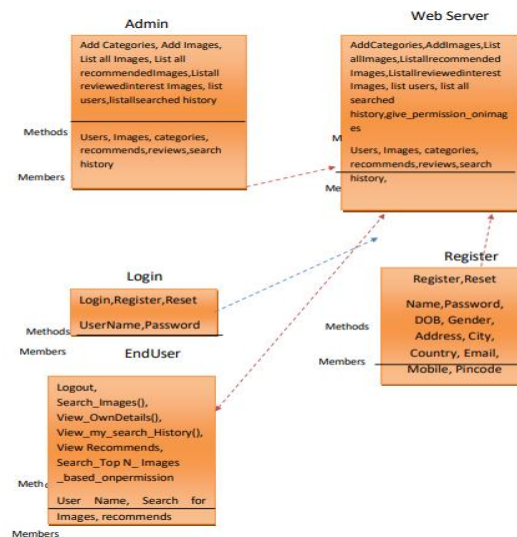 Admin
Add Categories, Add Images,
List all Images, List all
recommendedImages,Listall
reviewedinterest Images, list
users,listallsearched history
Methods
Users, Images, categories,
recommends,reviews,search
history
Members
Web Server
AddCategories,AddImages,List
allImages,Listallrecommended
Images,Listallreviewedinterest
Images, list users, list all
searched
history,give_permission_onimag
es
M
Users, Images, categories,
recommends,reviews,search
history,
Me
Login
Login,Register,Reset
UserName,Password
Methods
Members
Register
Register,Reset
Name,Password,
DOB, Gender,
Address, City,
Country, Email,
Mobile, Pincode
Methods
Members
EndUser
Logout,
Search_Images(),
View_OwnDetails(),
View_my_search_History(),
View Recommends,
Search_Top N_ Images
_based_onpermission
Meth
User Name, Search for
Images, recommends
Members